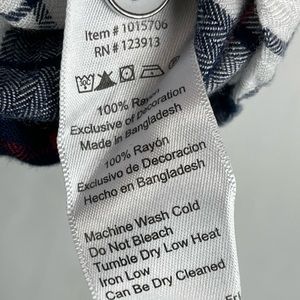 Item # 1015706
RN # 123913
100% Rayon
Exclusive of Decoration
Made in Bangladesh
100% Rayón
Exclusivo de Decoracion
Hecho en Bangladesh
Machine Wash Cold
Do Not Bleach
Tumble Dry Low Heat
Iron Low
Can Be Dry Cleaned